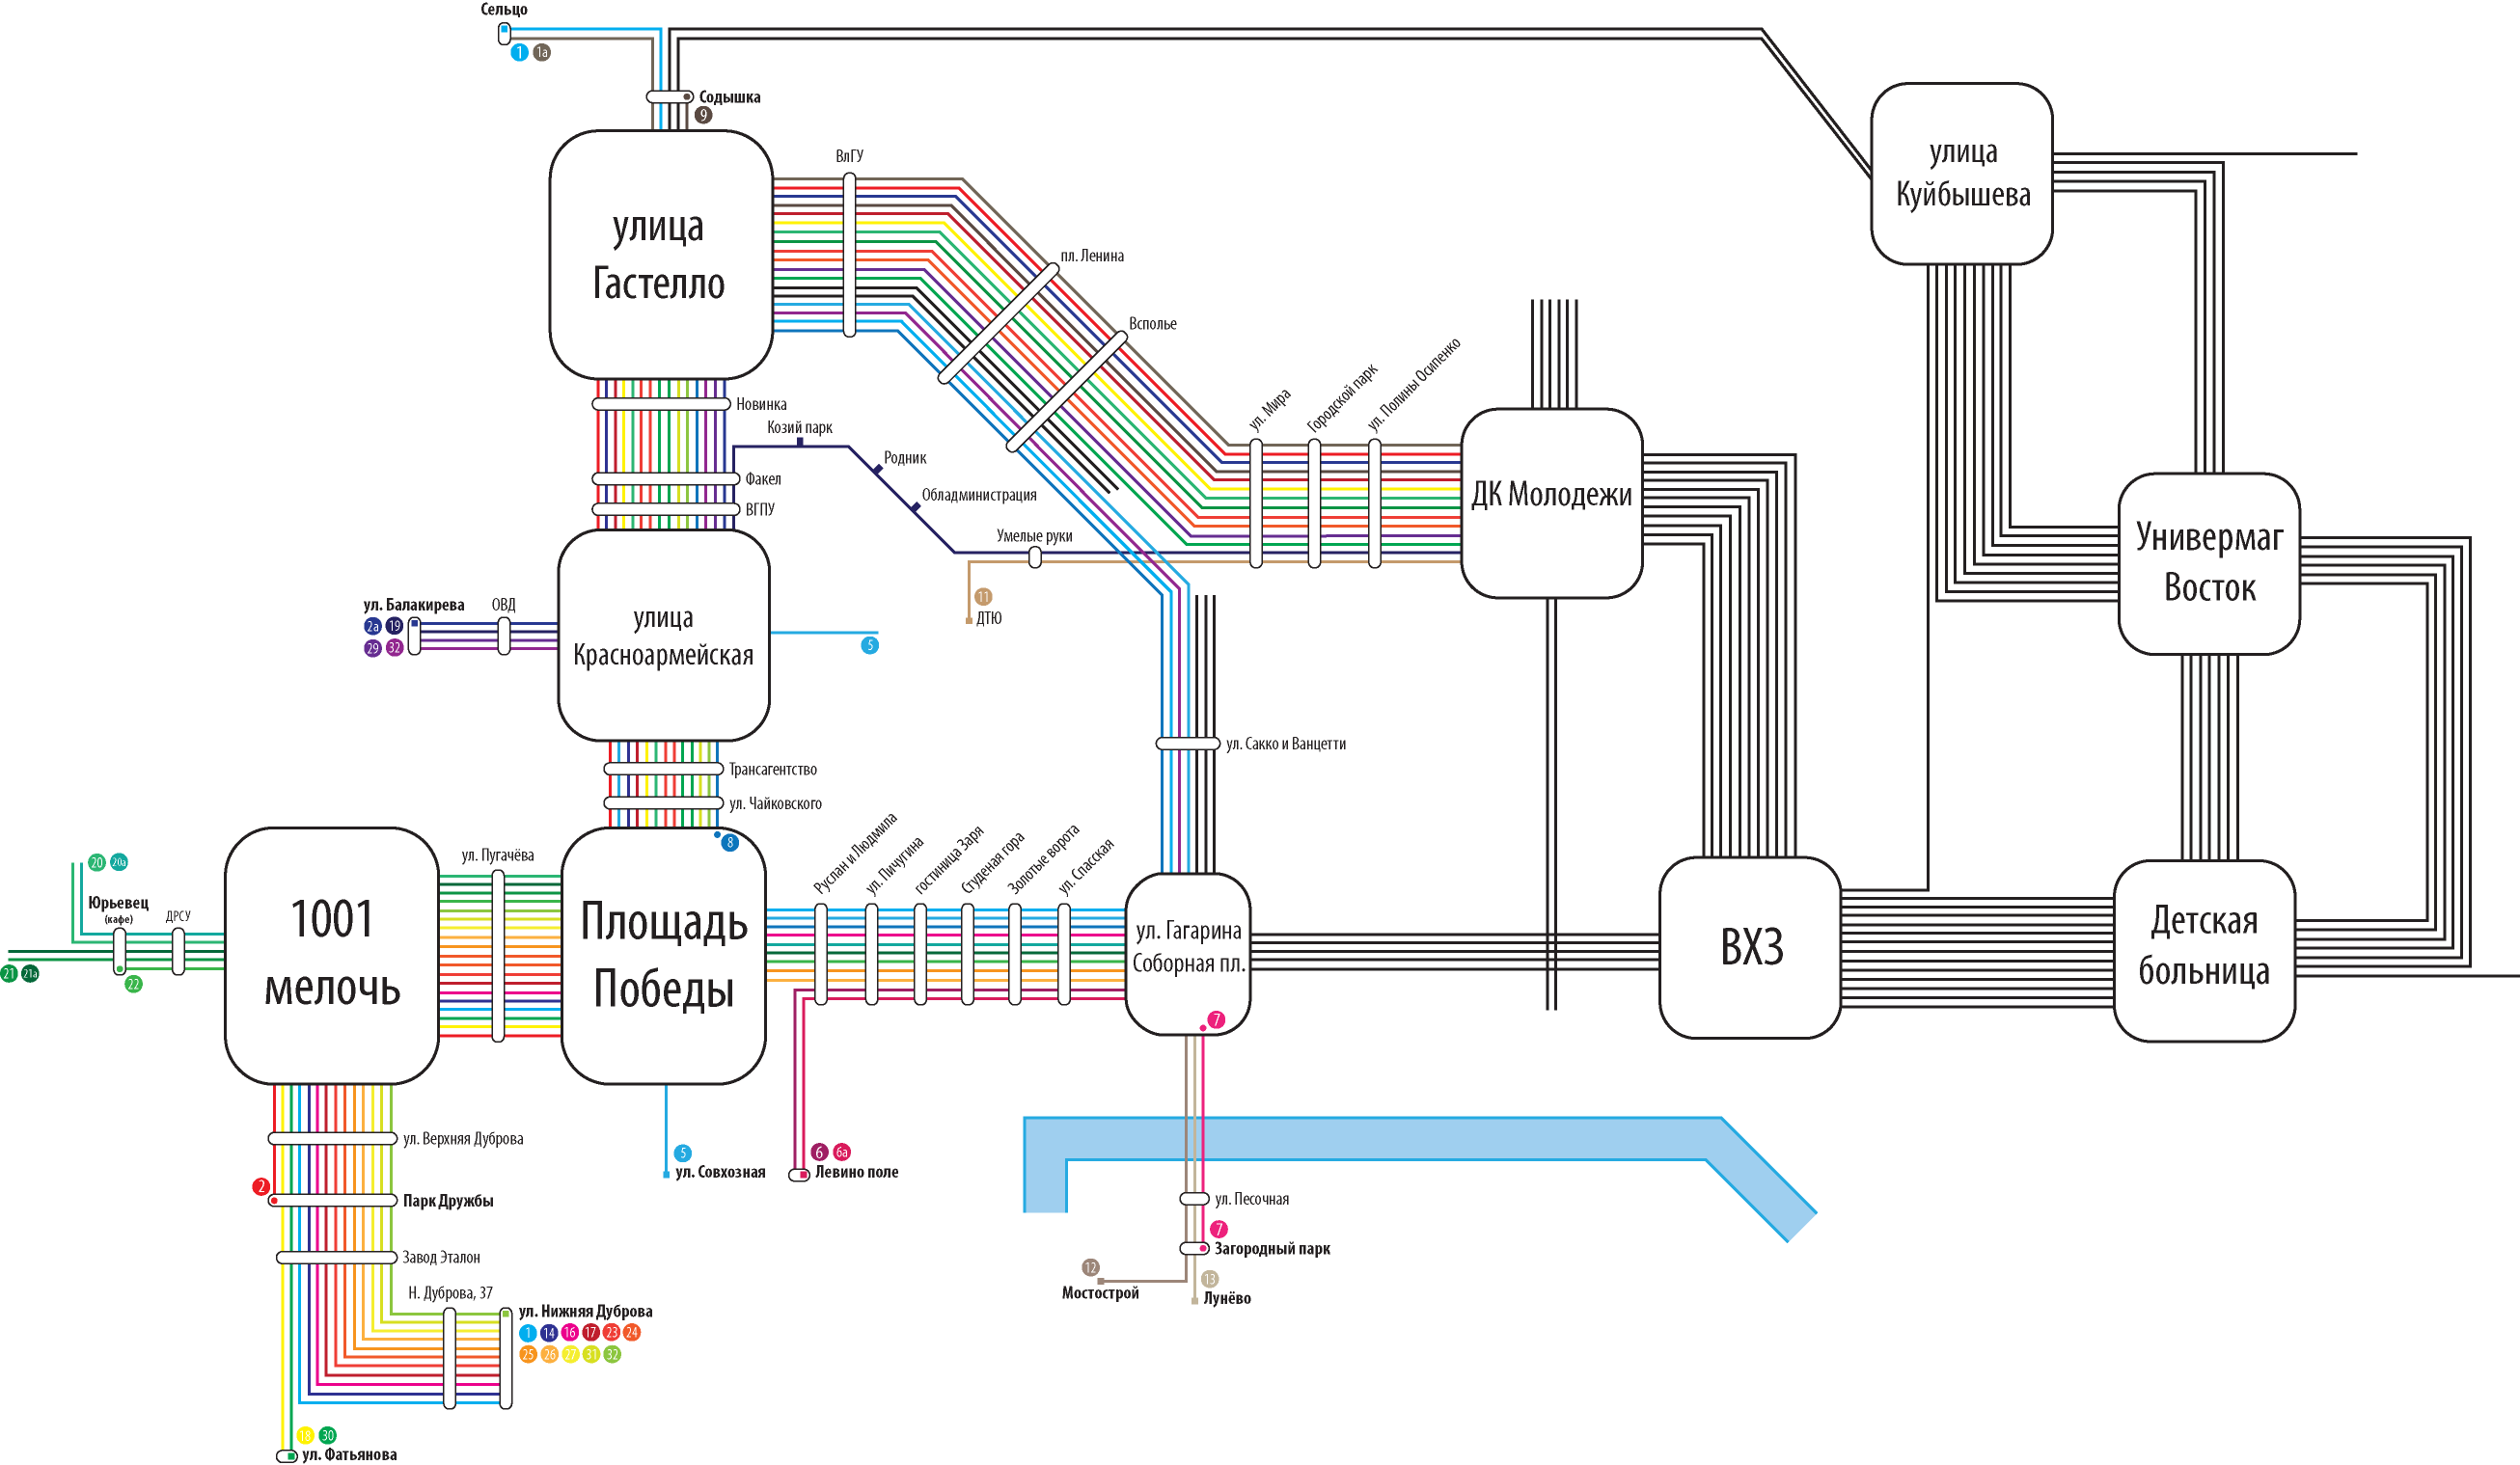 Сельцо
1 1а
Содышка
9
улица
Гастелло
ВлГУ
пл. Ленина
Всполье
ул. Мира
Городской парк
ул. Полины Осипенко
улица
Куйбышева
ДК Молодежи
Универмаг
Восток
Новинка
Факел
ВГПУ
Козий парк
Родник
Обладминистрация
Умелые руки
11
ДТЮ
ул. Балакирева
2а 19
29 32
ОВД
улица
Красноармейская
5
Трансагентство
ул. Чайковского
ул. Сакко и Ванцетти
20 20а
Юрьевец
(кафе)
ДРСУ
21 21а
22
1001
мелочь
ул. Пугачёва
8
Площадь
Победы
Руслан и Людмила
ул. Пичугина
гостиница Заря
Студеная гора
Золотые ворота
ул. Спасская
ул. Гагарина
Соборная пл.
7
ВХЗ
Детская
больница
5
ул. Совхозная
6 6а
Левино поле
ул. Верхняя Дуброва
2
Парк Дружбы
Завод Эталон
Н. Дуброва, 37
ул. Нижняя Дуброва
1 14 16 17 23 24
25 26 27 31 32
18 30
ул. Фатьянова
ул. Песочная
7
Загородный парк
12
Мостострой
13
Лунёво